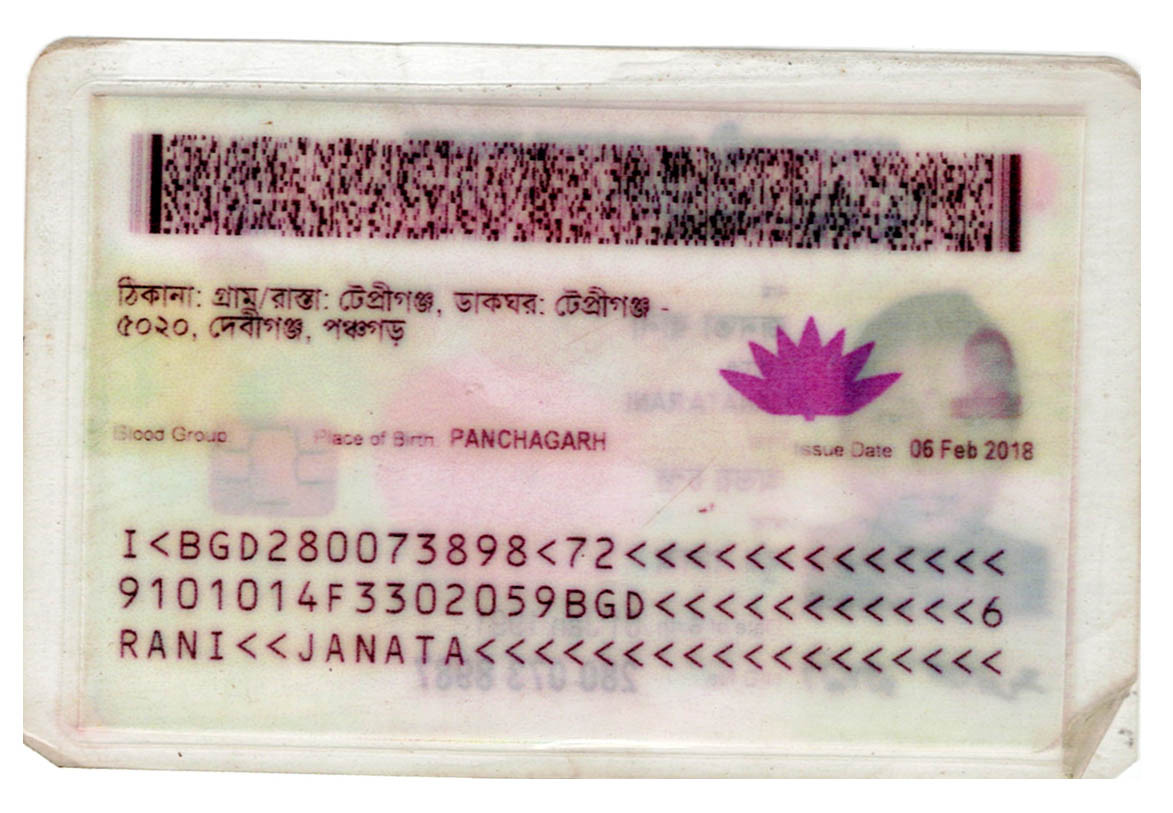 ঠিকানা: গ্রাম/রাস্তা: টেপ্রীগঞ্জ, ডাকঘর: টেপ্রীগঞ্জ -
৫০২০, দেবীগঞ্জ, পঞ্চগড়
Blood Group Place of Birth PANCHAGARH Issue Date 06 Feb 2018
I<BGD280073898<72<<<<<<<<<<<<<
9101014F3302059BGD<<<<<<<<<<<6
RANI<<JANATA<<<<<<<<<<<<<<<<<<